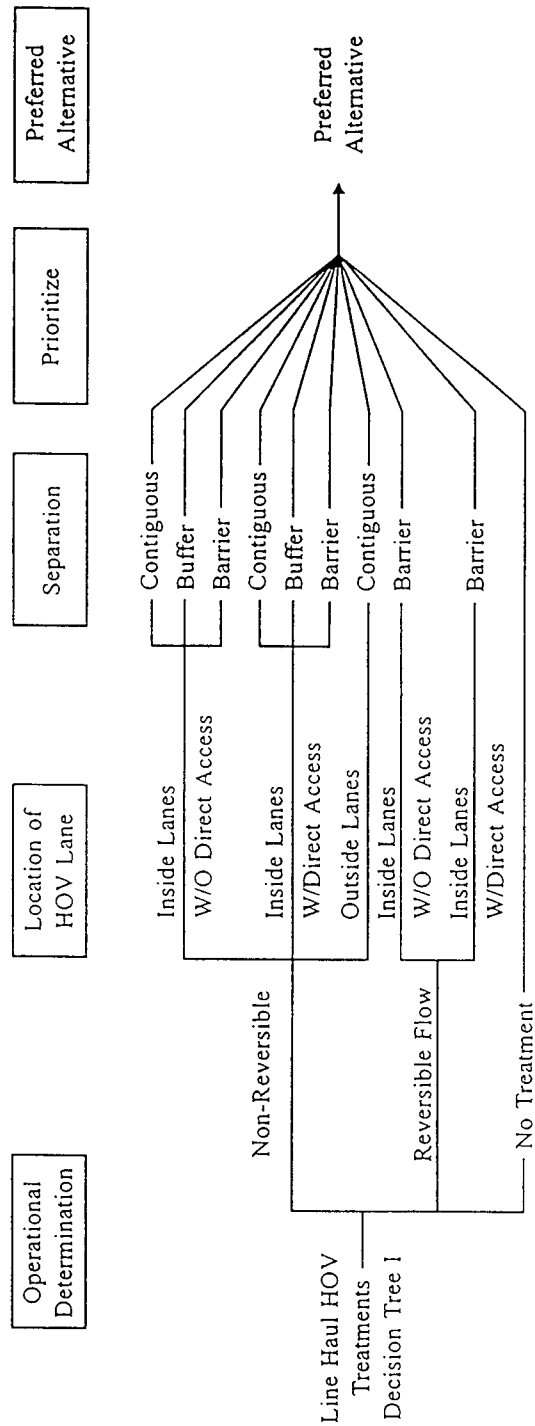 Operational
Determination
Location of
HOV Lane
Separation
Prioritize
Preferred
Alternative
Line Haul HOV
Treatments
Decision Tree I
Non-Reversible
Reversible Flow
No Treatment
Inside Lanes
W/O Direct Access
Inside Lanes
W/Direct Access
Outside Lanes
Inside Lanes
W/O Direct Access
Inside Lanes
W/Direct Access
Contiguous
Buffer
Barrier
Contiguous
Buffer
Barrier
Contiguous
Barrier
Barrier
Preferred
Alternative